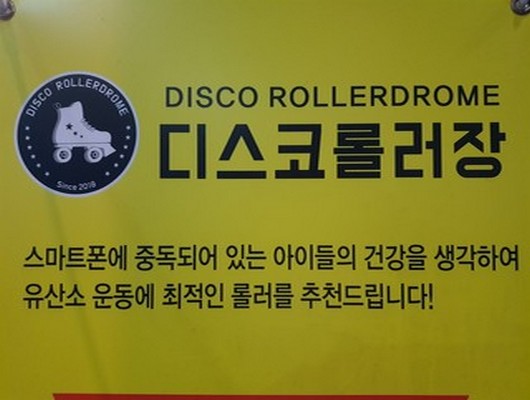 DISCO ROLLERDROME
Since 2018
DISCO ROLLERDROME
디스코롤러장
스마트폰에 중독되어 있는 아이들의 건강을 생각하여
유산소 운동에 최적인 롤러를 추천드립니다!